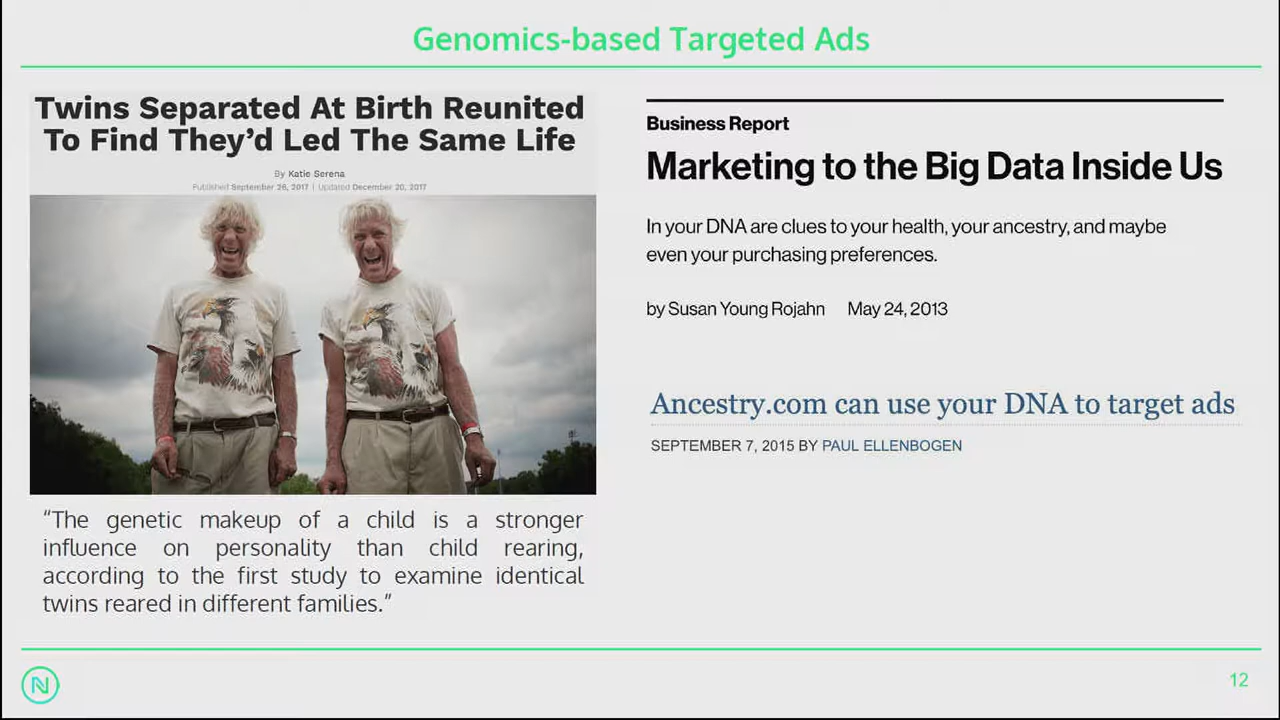 Genomics-based Targeted Ads
Twins Separated At Birth Reunited
To Find They’d Led The Same Life
By Katie Serena
Published September 26, 2017 | Updated December 20, 2017
“The genetic makeup of a child is a stronger
influence on personality than child rearing,
according to the first study to examine identical
twins reared in different families.”
Business Report
Marketing to the Big Data Inside Us
In your DNA are clues to your health, your ancestry, and maybe
even your purchasing preferences.
by Susan Young Rojahn May 24, 2013
Ancestry.com can use your DNA to target ads
SEPTEMBER 7, 2015 BY PAUL ELLENBOGEN
N
12